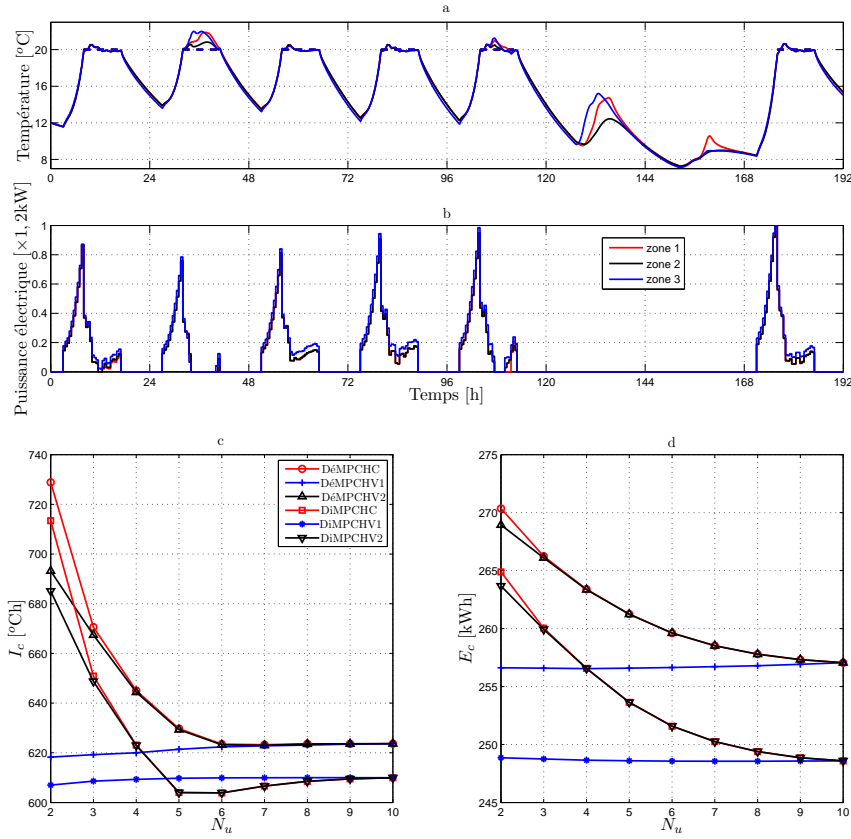 a
Température [°C]
20
16
12
8
0 24 48 72 96 120 144 168 192
b
Puissance électrique [×1, 2kW]
1
0.8
0.6
0.4
0.2
0
zone 1
zone 2
zone 3
0 24 48 72 96 120 144 168 192
Temps [h]
c
I_c [°Ch]
740
720
700
680
660
640
620
600
DéMPCHC
DéMPCHV1
DéMPCHV2
DiMPCHC
DiMPCHV1
DiMPCHV2
2 3 4 5 6 7 8 9 10
N_u
d
E_c [kWh]
275
270
265
260
255
250
245
2 3 4 5 6 7 8 9 10
N_u